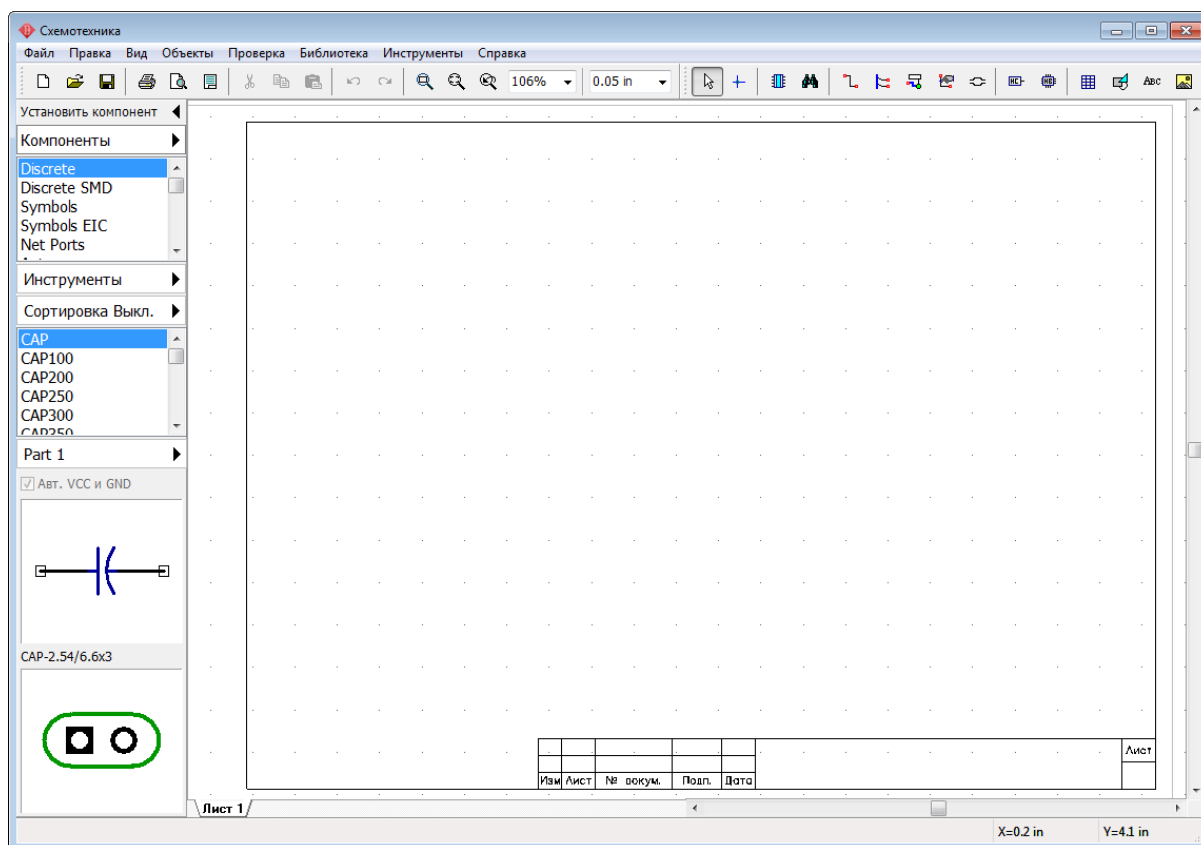 Схемотехника
Файл Правка Вид Объекты Проверка Библиотека Инструменты Справка
106% 0.05 in ABC
Установить компонент
Компоненты
Discrete
Discrete SMD
Symbols
Symbols EIC
Net Ports
Инструменты
Сортировка Выкл.
CAP
CAP100
CAP200
CAP250
CAP300
CAP350
Part 1
Авт. VCC и GND
CAP-2.54/6.6x3
Лист
Изм Лист № докум. Подп. Дата
Лист 1
X=0.2 in Y=4.1 in